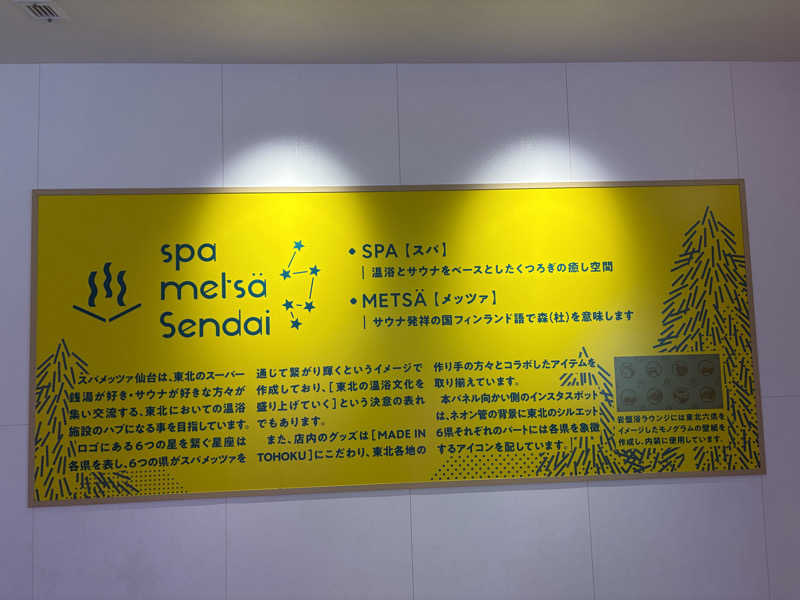 spa
metsä
Sendai
• SPA【スパ】
温浴とサウナをベースとしたくつろぎの癒し空間
• METSÄ【メッツァ】
サウナ発祥の国フィンランド語で森(杜)を意味します
スパメッツァ仙台は、東北のスーパー
銭湯が好き・サウナが好きな方々が
集い交流する、東北においての温浴
施設のハブになる事を目指しています。
ロゴにある6つの星を繋ぐ星座は
各県を表し、6つの県がスパメッツァを
通じて繋がり輝くというイメージで
作成しており、[東北の温浴文化を
盛り上げていく]という決意の表れ
でもあります。
また、店内のグッズは[MADE IN
TOHOKU]にこだわり、東北各地の
作り手の方々とコラボしたアイテムを
取り揃えています。
本パネル向かい側のインスタスポット
は、ネオン管の背景に東北のシルエット
6県それぞれのパートには各県を象徴
するアイコンを配しています。
岩盤浴ラウンジには東北六県を
イメージしたモノグラムの壁紙を
作成し、内装に使用しています。